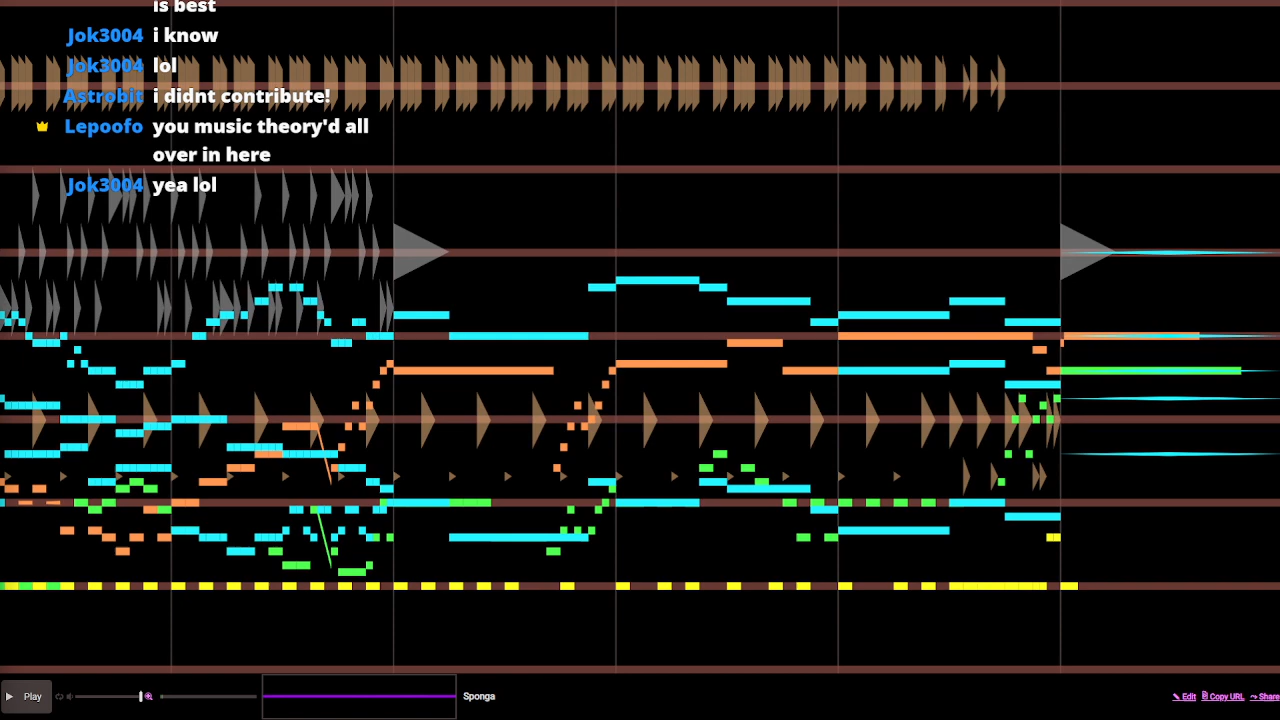 is best
Jok3004 i know
Jok3004 lol
Astrobit i didnt contribute!
Lepoofo you music theory'd all
over in here
Jok3004 yea lol
Play
Sponga
Edit Copy URL Share